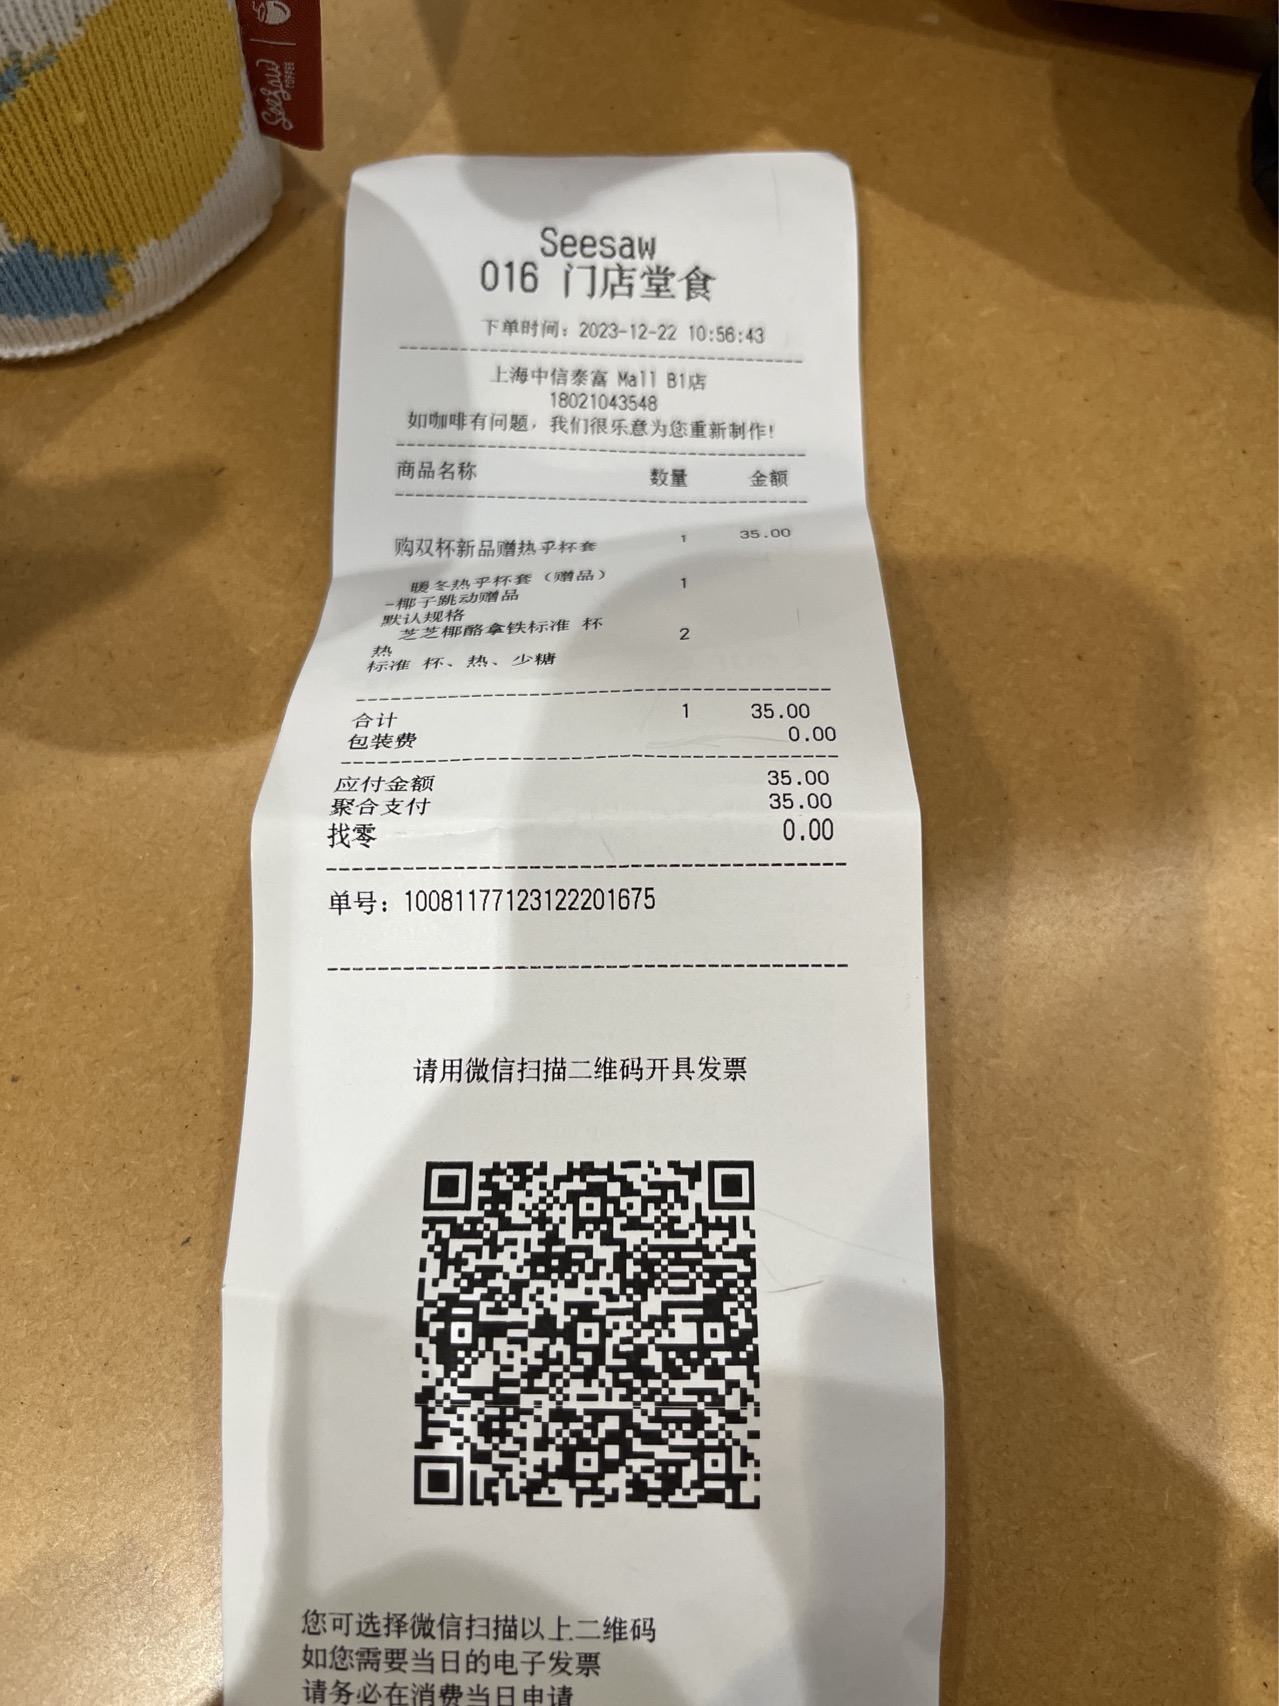 Seesaw
COFFEE
Seesaw
016 门店堂食
下单时间: 2023-12-22 10:56:43
上海中信泰富 Mall B1店
18021043548
如咖啡有问题, 我们很乐意为您重新制作!
商品名称 数量 金额
购双杯新品赠热乎杯套 1 35.00
暖冬热乎杯套（赠品） 1
-椰子跳动赠品
默认规格
芝芝椰酪拿铁标准 杯 2
热
标准 杯、热、少糖
合计 1 35.00
包装费 0.00
应付金额 35.00
聚合支付 35.00
找零 0.00
单号: 10081177123122201675
请用微信扫描二维码开具发票
您可选择微信扫描以上二维码
如您需要当日的电子发票
请务必在消费当日申请